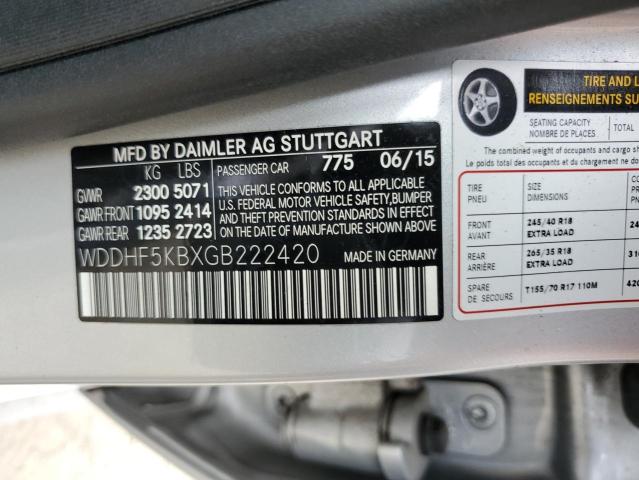 MFD BY DAIMLER AG STUTTGART
KG LBS PASSENGER CAR 775 06/15
GVWR 2300 5071
GAWR FRONT 1095 2414
GAWR REAR 1235 2723
THIS VEHICLE CONFORMS TO ALL APPLICABLE
U.S. FEDERAL MOTOR VEHICLE SAFETY, BUMPER
AND THEFT PREVENTION STANDARDS IN
EFFECT ON THE DATE OF MANUFACTURE
SHOWN ABOVE.
WDDHF5KBXGB222420 MADE IN GERMANY
TIRE AND L
RENSEIGNEMENTS SU
SEATING CAPACITY
NOMBRE DE PLACES
TOTAL
The combined weight of occupants and cargo sh
Le poids total des occupants et du chargement ne do
TIRE
PNEU
SIZE
DIMENSIONS
FRONT
AVANT
245/40 R18
EXTRA LOAD
24
REAR
ARRIÈRE
265/35 R18
EXTRA LOAD
SPARE
DE SECOURS
T155/70 R17 110M
420